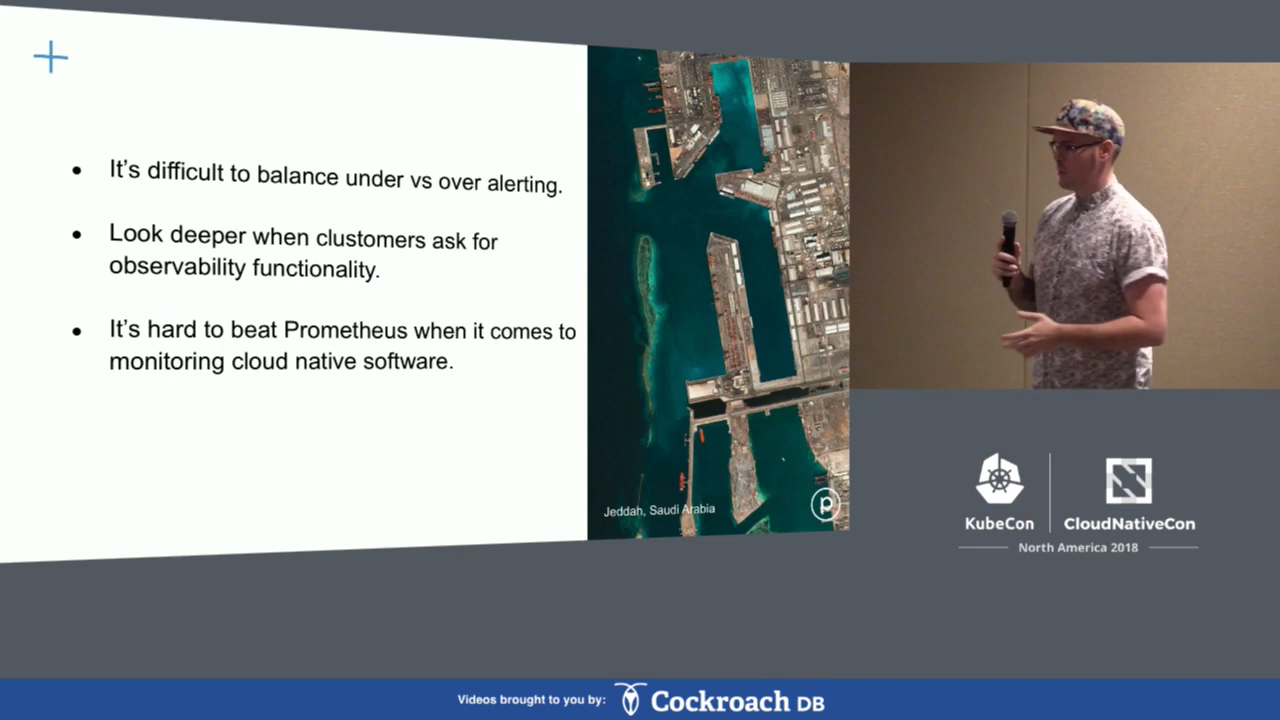 • It's difficult to balance under vs over alerting.
• Look deeper when clustomers ask for
observability functionality.
• It's hard to beat Prometheus when it comes to
monitoring cloud native software.
Jeddah, Saudi Arabia
p
KubeCon
CloudNativeCon
North America 2018
Videos brought to you by:
Cockroach DB